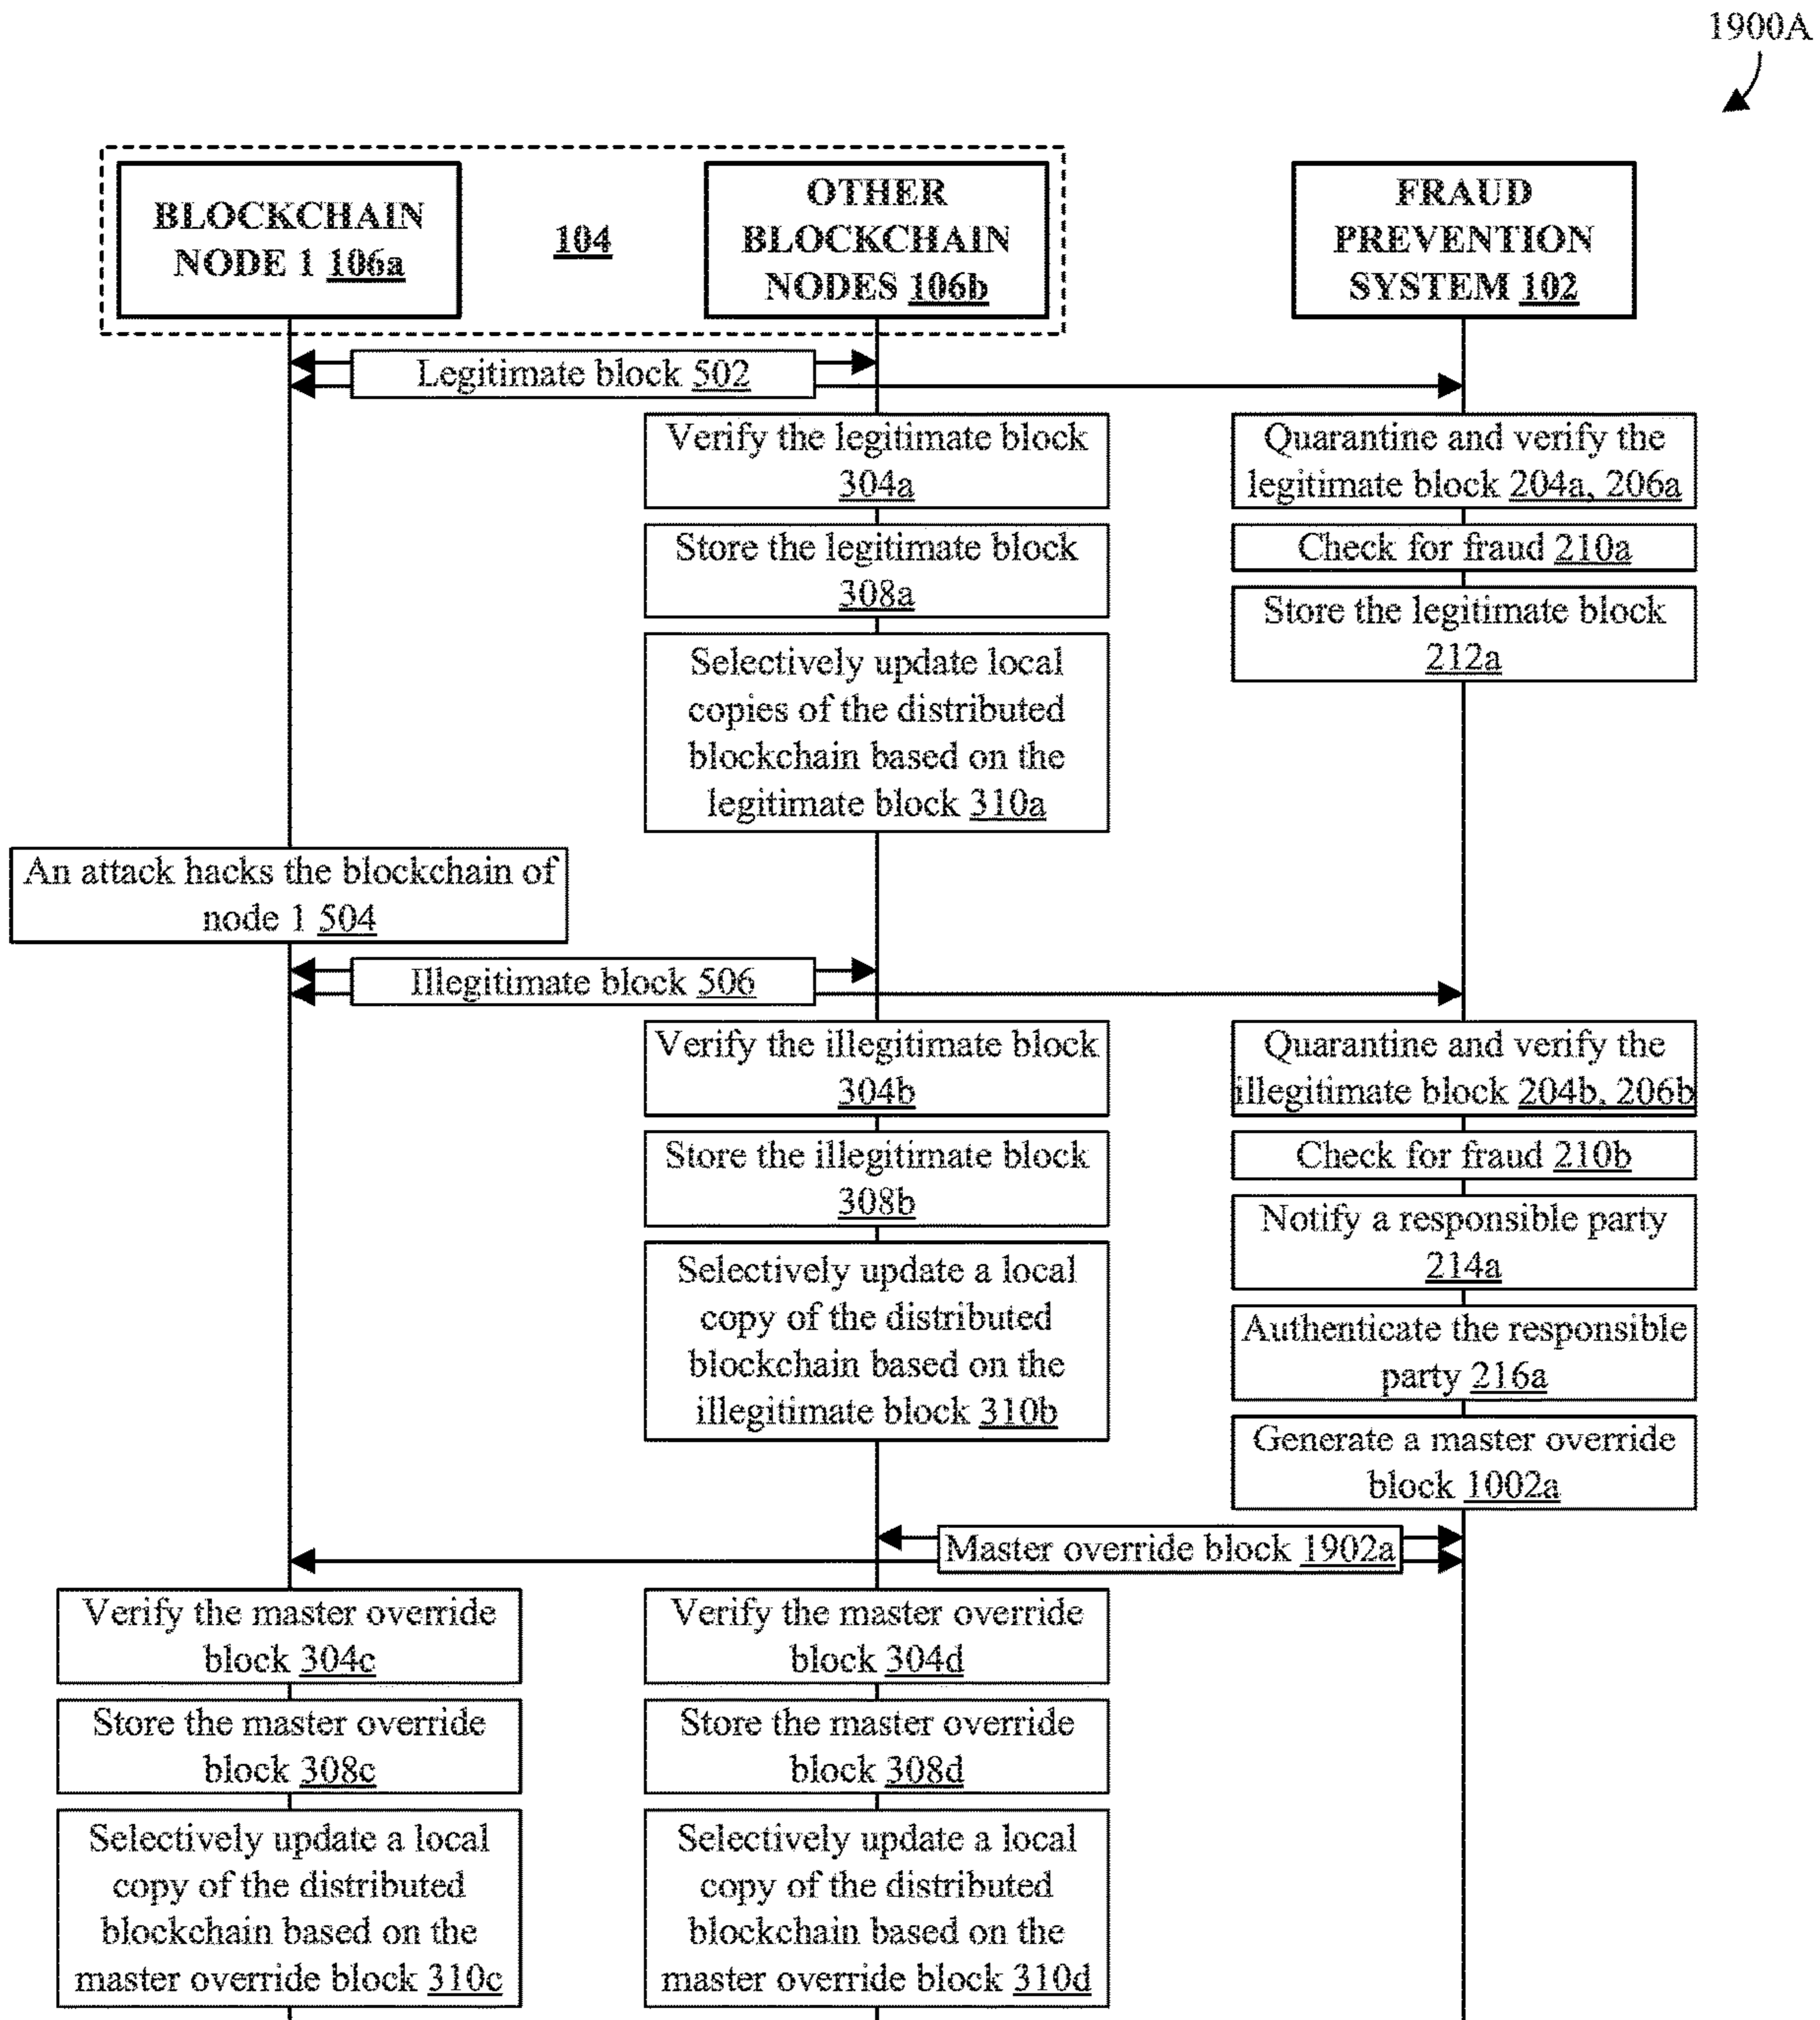 1900A
BLOCKCHAIN
NODE 1 106a
104
OTHER
BLOCKCHAIN
NODES 106b
FRAUD
PREVENTION
SYSTEM 102
Legitimate block 502
Verify the legitimate block
304a
Quarantine and verify the
legitimate block 204a, 206a
Store the legitimate block
308a
Check for fraud 210a
Store the legitimate block
212a
Selectively update local
copies of the distributed
blockchain based on the
legitimate block 310a
An attack hacks the blockchain of
node 1 504
Illegitimate block 506
Verify the illegitimate block
304b
Quarantine and verify the
illegitimate block 204b, 206b
Store the illegitimate block
308b
Check for fraud 210b
Notify a responsible party
214a
Selectively update a local
copy of the distributed
blockchain based on the
illegitimate block 310b
Authenticate the responsible
party 216a
Generate a master override
block 1002a
Master override block 1902a
Verify the master override
block 304c
Verify the master override
block 304d
Store the master override
block 308c
Store the master override
block 308d
Selectively update a local
copy of the distributed
blockchain based on the
master override block 310c
Selectively update a local
copy of the distributed
blockchain based on the
master override block 310d